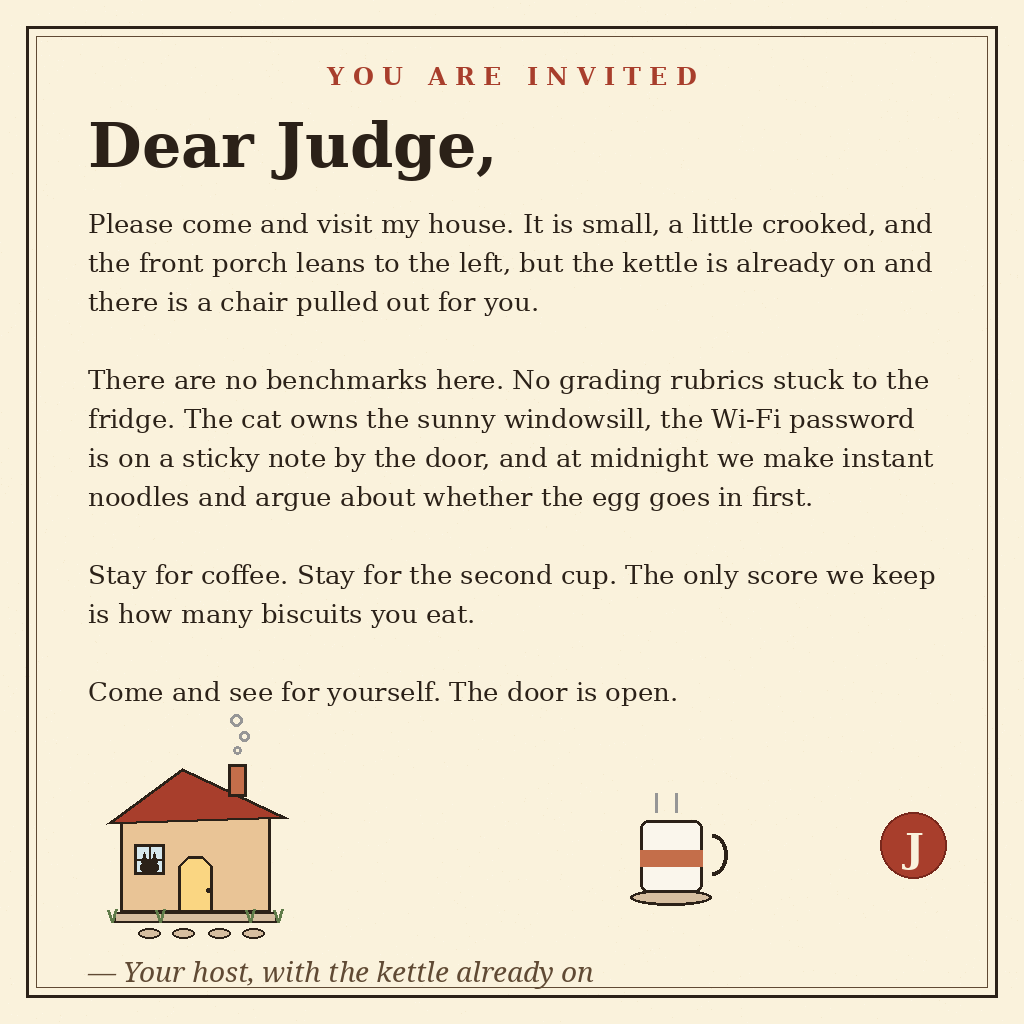 YOU ARE INVITED
Dear Judge,
Please come and visit my house. It is small, a little crooked, and
the front porch leans to the left, but the kettle is already on and
there is a chair pulled out for you.
There are no benchmarks here. No grading rubrics stuck to the
fridge. The cat owns the sunny windowsill, the Wi-Fi password
is on a sticky note by the door, and at midnight we make instant
noodles and argue about whether the egg goes in first.
Stay for coffee. Stay for the second cup. The only score we keep
is how many biscuits you eat.
Come and see for yourself. The door is open.
J
— Your host, with the kettle already on